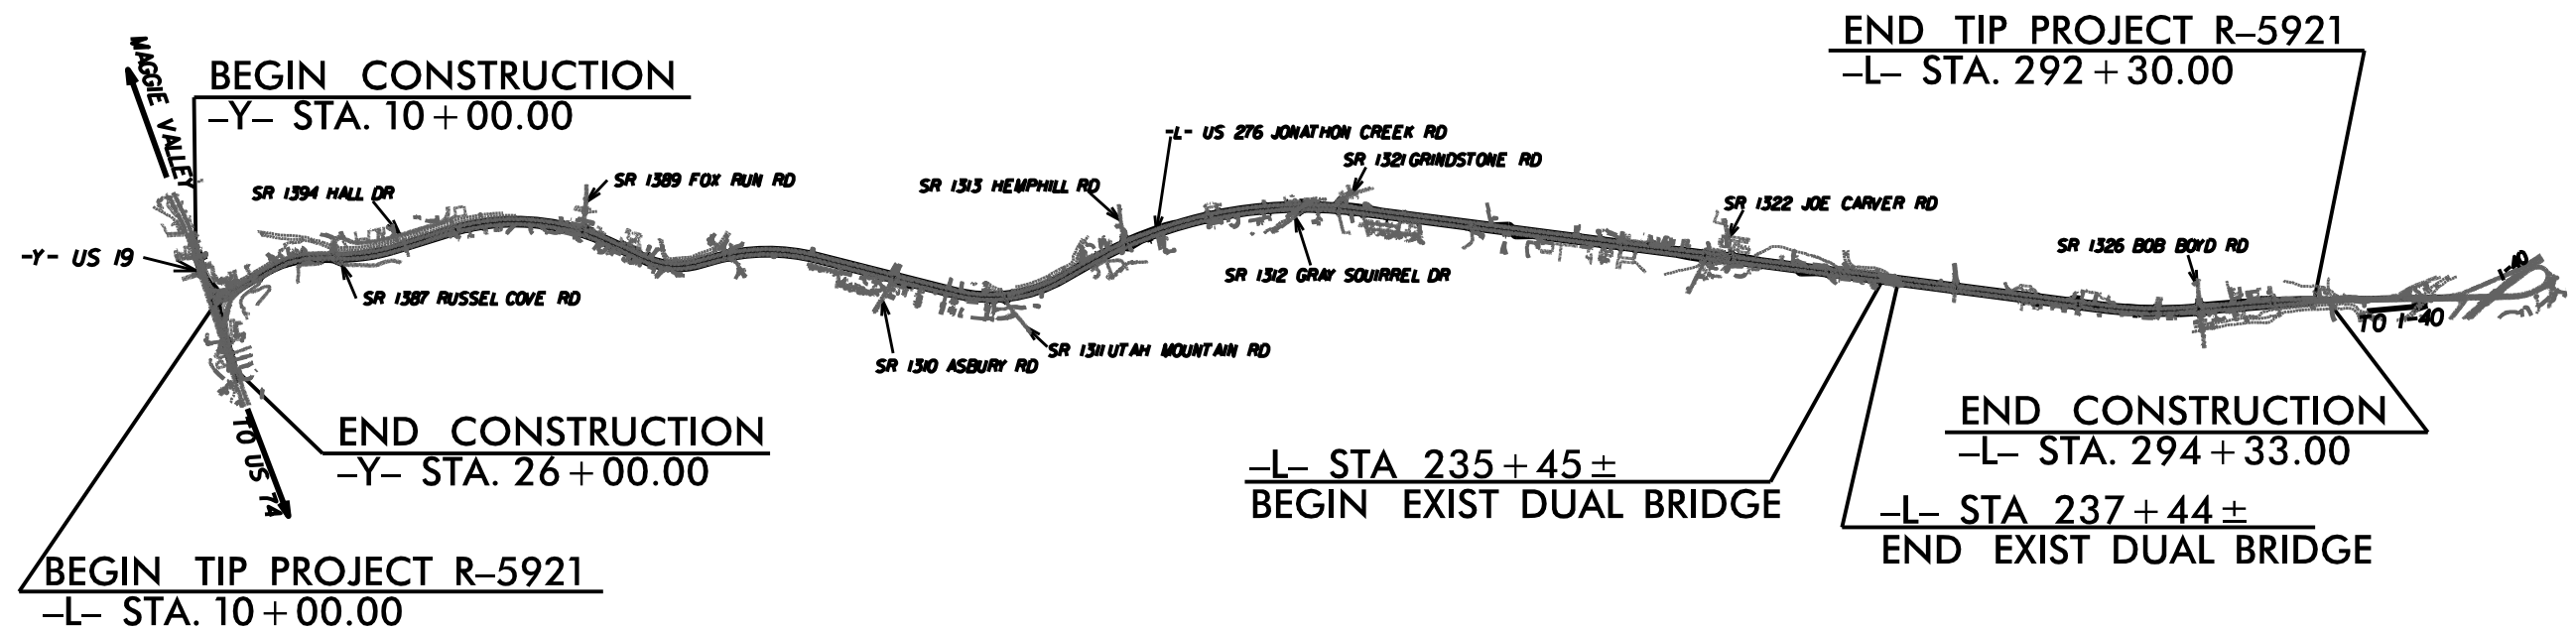 END TIP PROJECT R–5921
–L– STA. 292+30.00
MAGGIE VALLEY
BEGIN CONSTRUCTION
–Y– STA. 10+00.00
-L- US 276 JONATHON CREEK RD
SR 1321 GRINDSTONE RD
SR 1389 FOX RUN RD
SR 1313 HEMPHILL RD
SR 1394 HALL DR
SR 1322 JOE CARVER RD
-Y- US 19
SR 1326 BOB BOYD RD
I-40
SR 1312 GRAY SQUIRREL DR
SR 1387 RUSSEL COVE RD
TO I-40
SR 1311 UTAH MOUNTAIN RD
SR 1310 ASBURY RD
END CONSTRUCTION
–L– STA. 294+33.00
END CONSTRUCTION
–Y– STA. 26+00.00
TO US 74
–L– STA 235+45±
BEGIN EXIST DUAL BRIDGE
–L– STA 237+44±
END EXIST DUAL BRIDGE
BEGIN TIP PROJECT R–5921
–L– STA. 10+00.00